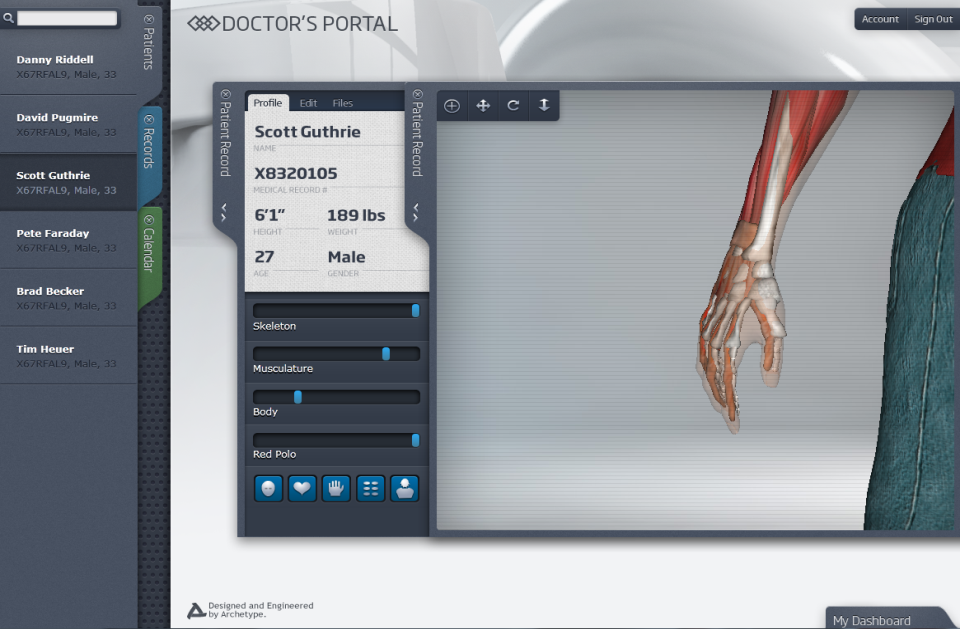 DOCTOR'S PORTAL
Account
Sign Out
Danny Riddell
X67RFAL9, Male, 33
David Pugmire
X67RFAL9, Male, 33
Scott Guthrie
X67RFAL9, Male, 33
Pete Faraday
X67RFAL9, Male, 33
Brad Becker
X67RFAL9, Male, 33
Tim Heuer
X67RFAL9, Male, 33
Patients
Records
Calendar
Patient Record
Profile
Edit
Files
Scott Guthrie
NAME
X8320105
MEDICAL RECORD #
6'1"
189 lbs
HEIGHT
WEIGHT
27
Male
AGE
GENDER
Skeleton
Musculature
Body
Red Polo
Patient Record
Designed and Engineered
by Archetype.
My Dashboard